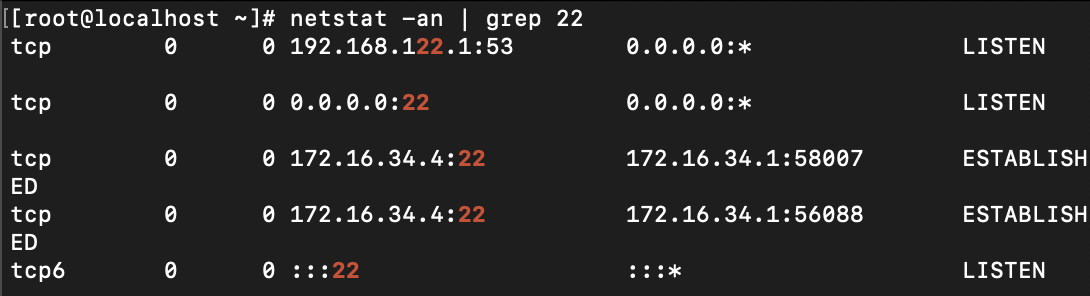 [[root@localhost ~]# netstat -an | grep 22
tcp        0      0 192.168.122.1:53        0.0.0.0:*               LISTEN
tcp        0      0 0.0.0.0:22              0.0.0.0:*               LISTEN
tcp        0      0 172.16.34.4:22          172.16.34.1:58007       ESTABLISH
ED
tcp        0      0 172.16.34.4:22          172.16.34.1:56088       ESTABLISH
ED
tcp6       0      0 :::22                   :::*                    LISTEN